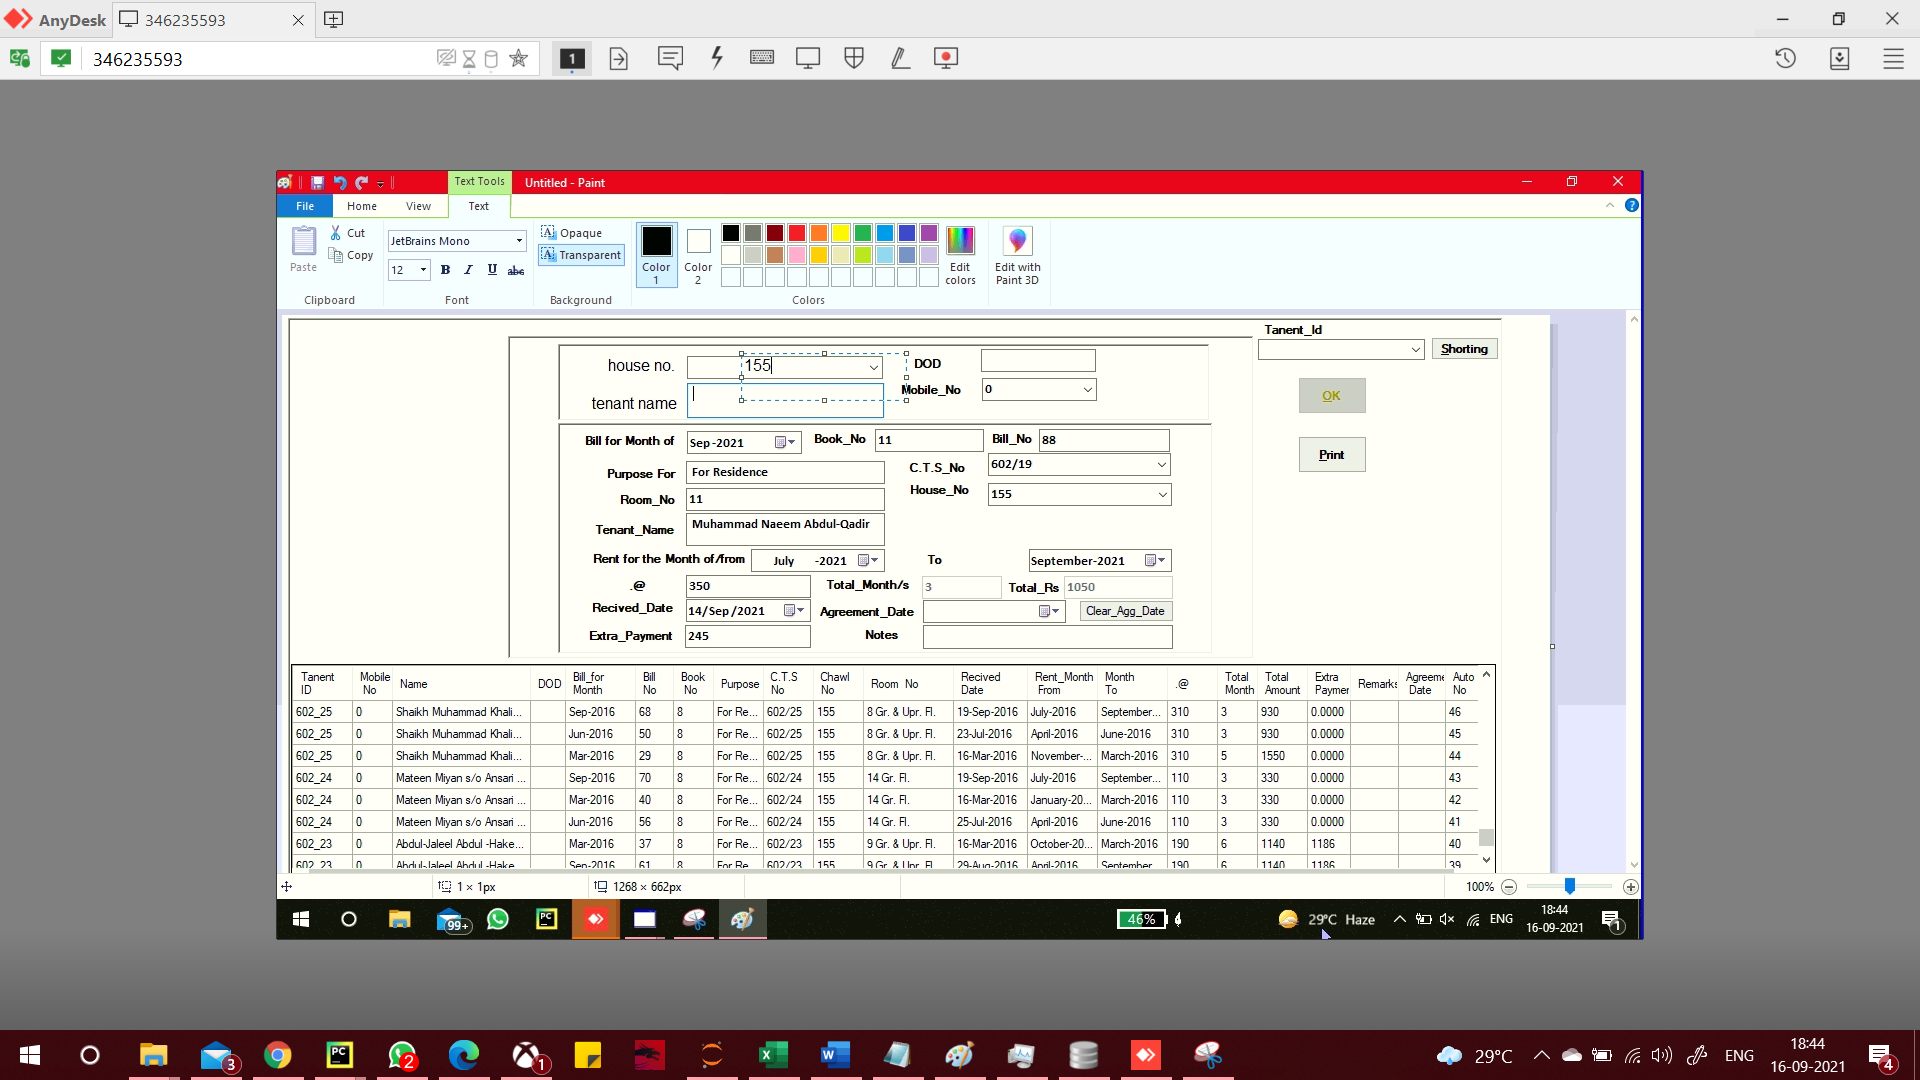 AnyDesk 346235593
346235593 1
Text Tools Untitled - Paint
File Home View Text
Paste Cut Copy Clipboard
JetBrains Mono
12 B I U abc
Font
Opaque
Transparent
Background
Color 1 Color 2
Edit colors
Colors
Edit with Paint 3D
Tanent_Id
Shorting
OK
Print
house no. 155 DOD
tenant name Mobile_No 0
Bill for Month of Sep-2021 Book_No 11 Bill_No 88
Purpose For For Residence C.T.S_No 602/19
Room_No 11 House_No 155
Tenant_Name Muhammad Naeem Abdul-Qadir
Rent for the Month of/from July -2021 To September-2021
.@ 350 Total_Month/s 3 Total_Rs 1050
Recived_Date 14/Sep/2021 Agreement_Date Clear_Agg_Date
Extra_Payment 245 Notes
Tanent ID Mobile No Name DOD Bill_for Month Bill No Book No Purpose C.T.S No Chawl No Room No Recived Date Rent_Month From Month To .@ Total Month Total Amount Extra Paymer Remarks Agreeme Date Auto No
602_25 0 Shaikh Muhammad Khali... Sep-2016 68 8 For Re... 602/25 155 8 Gr. & Upr. Fl. 19-Sep-2016 July-2016 September... 310 3 930 0.0000 46
602_25 0 Shaikh Muhammad Khali... Jun-2016 50 8 For Re... 602/25 155 8 Gr. & Upr. Fl. 23-Jul-2016 April-2016 June-2016 310 3 930 0.0000 45
602_25 0 Shaikh Muhammad Khali... Mar-2016 29 8 For Re... 602/25 155 8 Gr. & Upr. Fl. 16-Mar-2016 November-... March-2016 310 5 1550 0.0000 44
602_24 0 Mateen Miyan s/o Ansari ... Sep-2016 70 8 For Re... 602/24 155 14 Gr. Fl. 19-Sep-2016 July-2016 September... 110 3 330 0.0000 43
602_24 0 Mateen Miyan s/o Ansari ... Mar-2016 40 8 For Re... 602/24 155 14 Gr. Fl. 16-Mar-2016 January-20... March-2016 110 3 330 0.0000 42
602_24 0 Mateen Miyan s/o Ansari ... Jun-2016 56 8 For Re... 602/24 155 14 Gr. Fl. 25-Jul-2016 April-2016 June-2016 110 3 330 0.0000 41
602_23 0 Abdul-Jaleel Abdul -Hake... Mar-2016 37 8 For Re... 602/23 155 9 Gr. & Upr. Fl. 16-Mar-2016 October-20... March-2016 190 6 1140 1186 40
602_23 0 Abdul-Jaleel Abdul -Hake... Sep-2016 61 8 For Re... 602/23 155 9 Gr. & Upr. Fl. 29-Aug-2016 April-2016 September... 190 6 1140 1186 39
1 × 1px 1268 × 662px 100%
99+ PC 46% 29°C Haze ENG 18:44 16-09-2021 1
3 PC 2 1 29°C ENG 18:44 16-09-2021 4